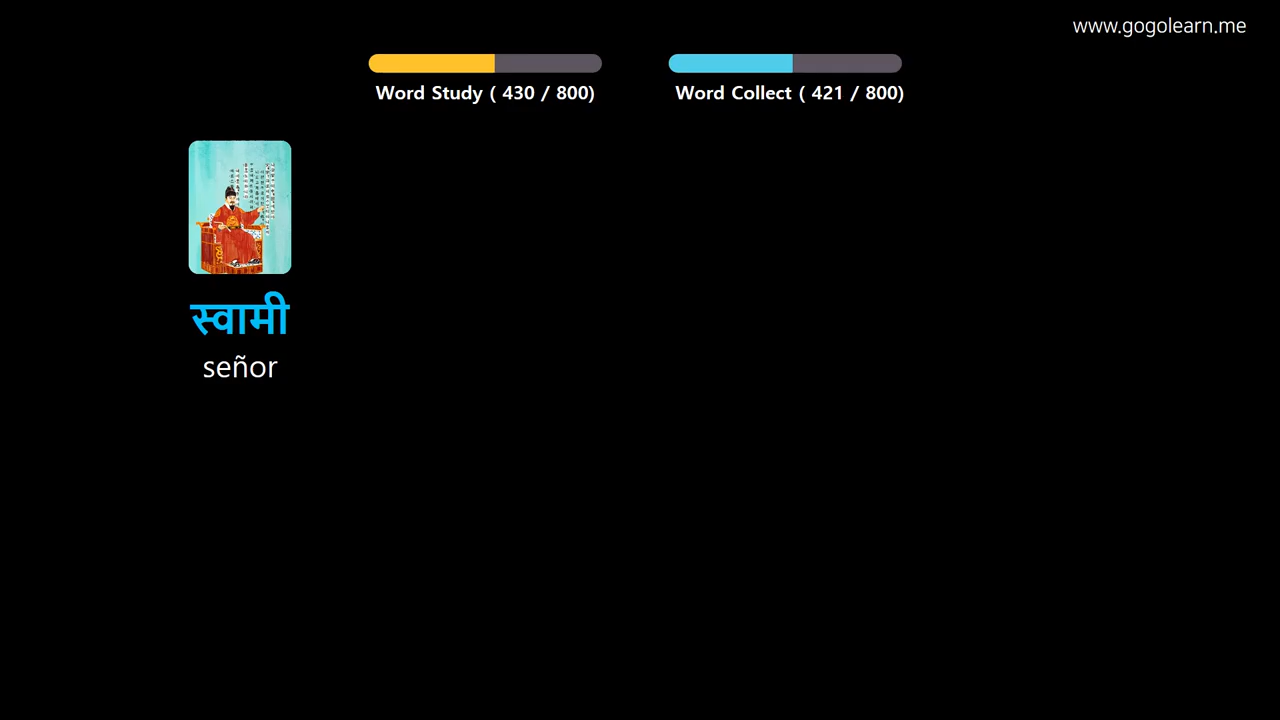 www.gogolearn.me
Word Study ( 430 / 800)
Word Collect ( 421 / 800)
स्वामी
señor